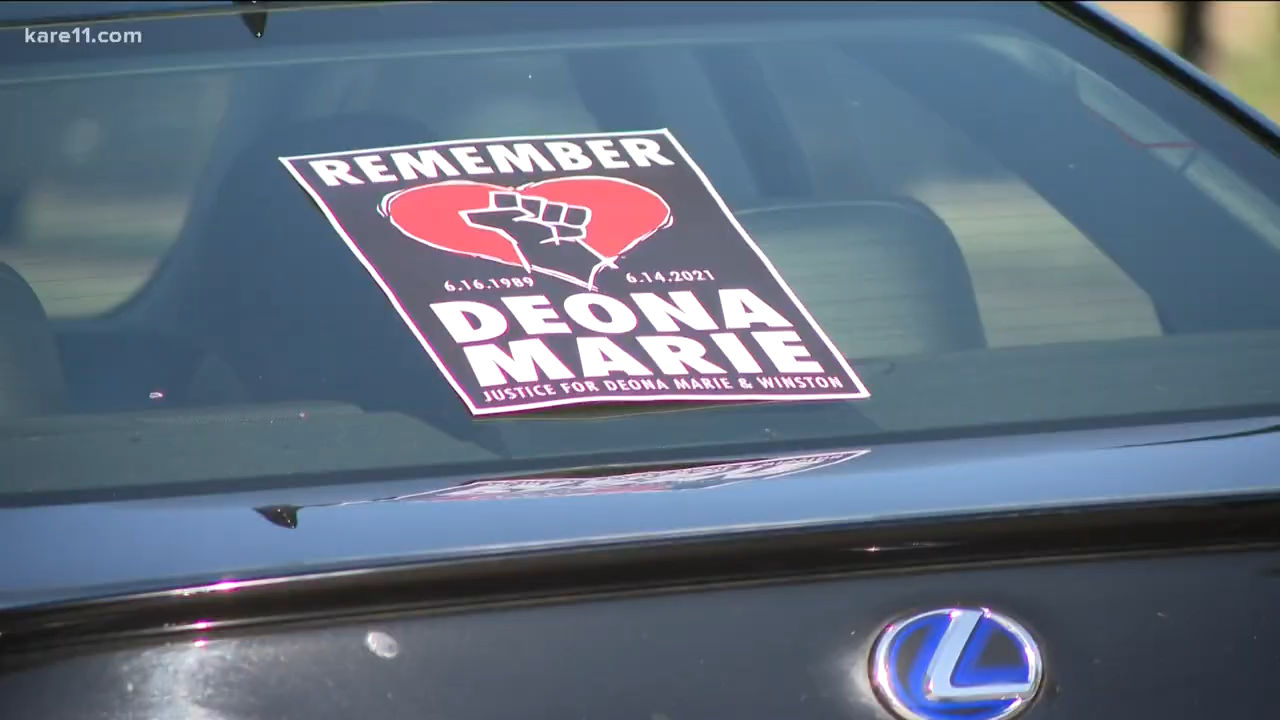 kare11.com
REMEMBER
6.16.1989 6.14.2021
DEONA
MARIE
JUSTICE FOR DEONA MARIE & WINSTON